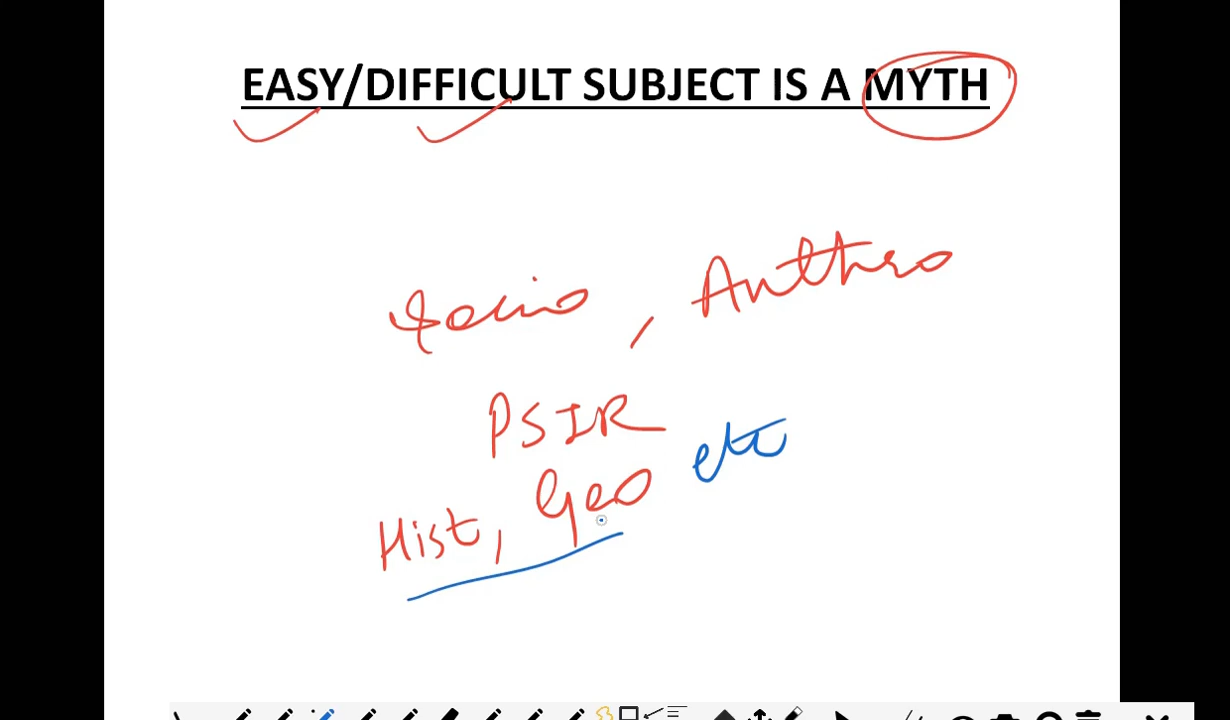 EASY/DIFFICULT SUBJECT IS A MYTH
Socio, Anthro
PSIR
etc
Hist, Geo